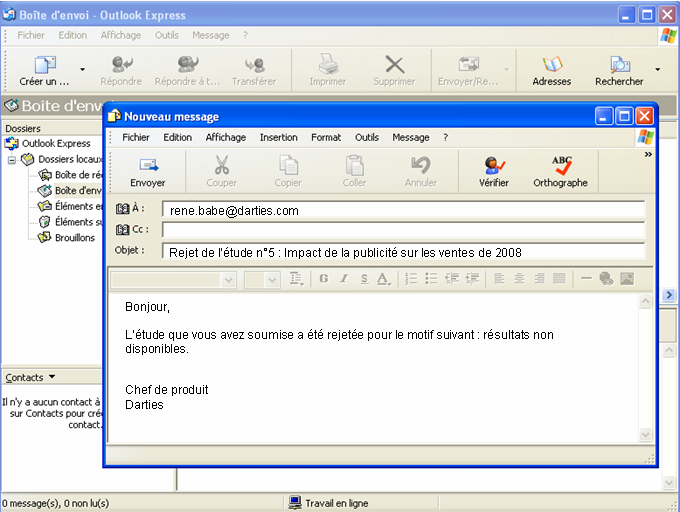 Boîte d'envoi - Outlook Express
Fichier Edition Affichage Outils Message ?
Créer un ... Répondre Répondre à t... Transférer Imprimer Supprimer Envoyer/Re... Adresses Rechercher
Boîte d'env
Dossiers
Outlook Express
Dossiers locaux
Boîte de ré
Boîte d'env
Éléments en
Éléments su
Brouillons
Contacts
Il n'y a aucun contact à
sur Contacts pour cré
contact.
Nouveau message
Fichier Edition Affichage Insertion Format Outils Message ?
Envoyer Couper Copier Coller Annuler Vérifier ABC Orthographe
À : rene.babe@darties.com
Cc :
Objet : Rejet de l'étude n°5 : Impact de la publicité sur les ventes de 2008
G I S A
Bonjour,
L'étude que vous avez soumise a été rejetée pour le motif suivant : résultats non
disponibles.
Chef de produit
Darties
0 message(s), 0 non lu(s) Travail en ligne